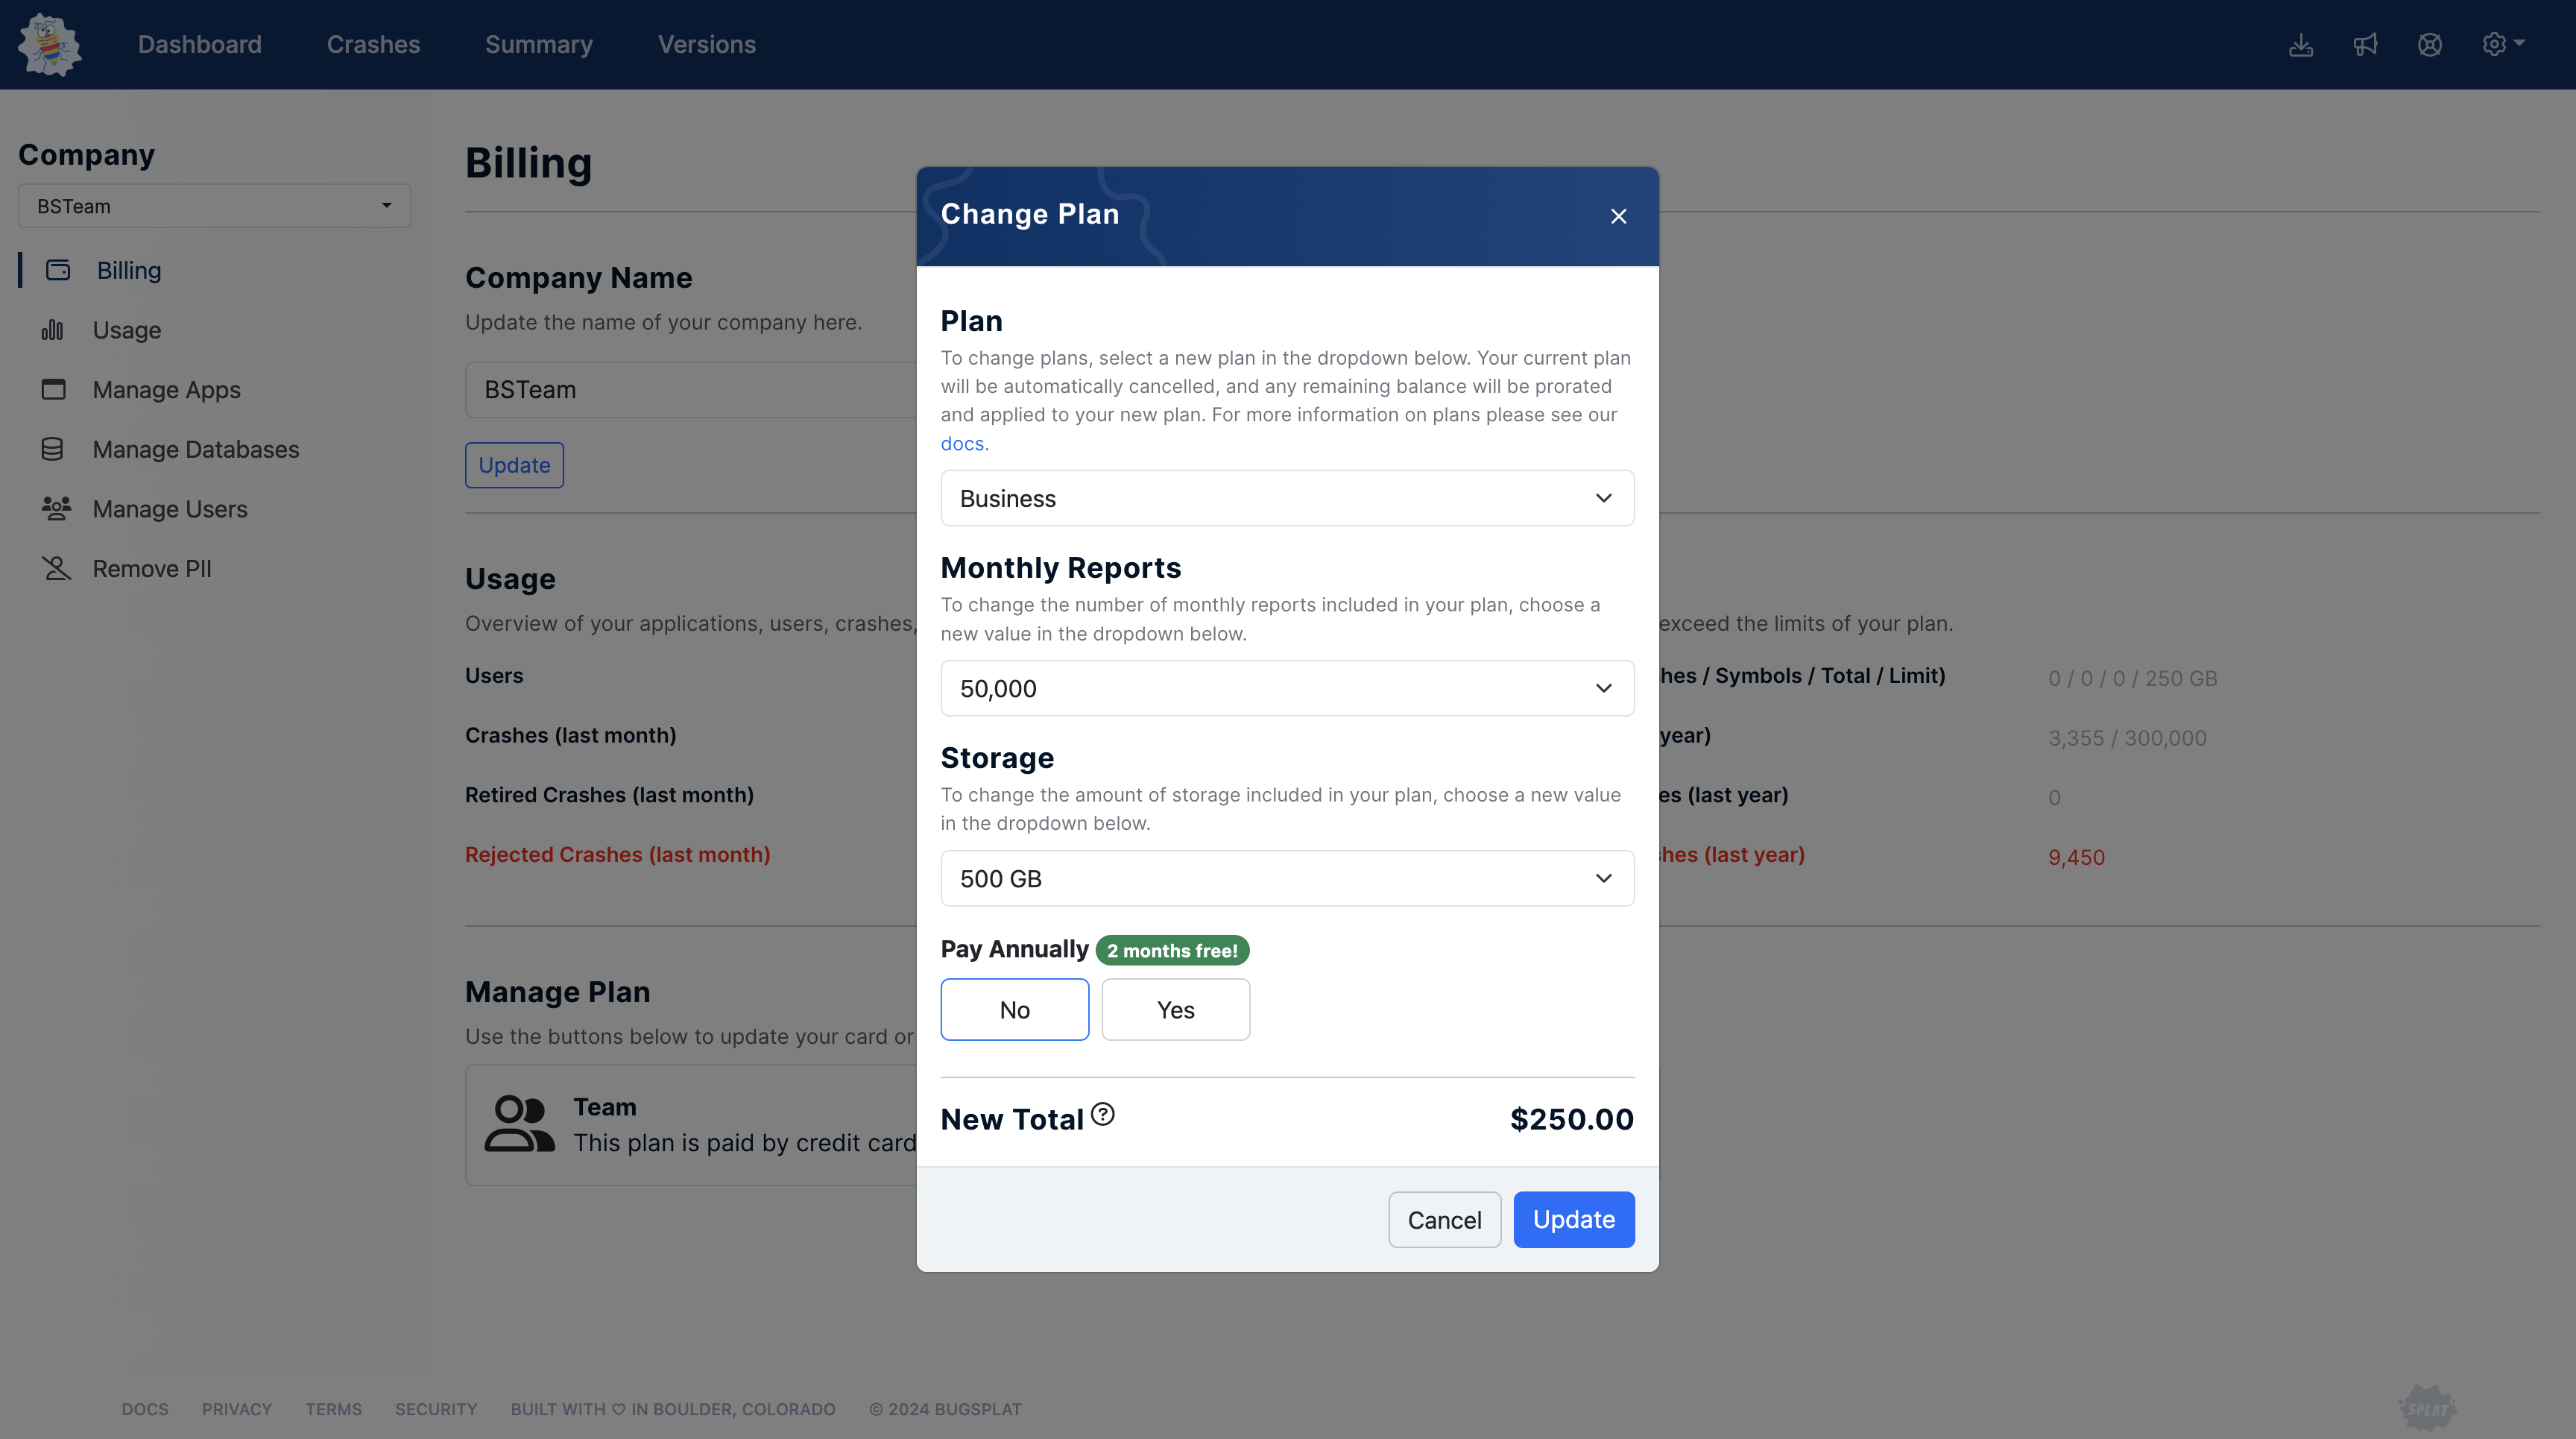 Dashboard
Crashes
Summary
Versions
Company
BSTeam
Billing
Usage
Manage Apps
Manage Databases
Manage Users
Remove PII
Billing
Company Name
Update the name of your company here.
BSTeam
Update
Usage
Overview of your applications, users, crashes,
exceed the limits of your plan.
Users
hes / Symbols / Total / Limit)
0 / 0 / 0 / 250 GB
Crashes (last month)
year)
3,355 / 300,000
Retired Crashes (last month)
es (last year)
0
Rejected Crashes (last month)
shes (last year)
9,450
Manage Plan
Use the buttons below to update your card or
Team
This plan is paid by credit card
Change Plan
Plan
To change plans, select a new plan in the dropdown below. Your current plan
will be automatically cancelled, and any remaining balance will be prorated
and applied to your new plan. For more information on plans please see our
docs.
Business
Monthly Reports
To change the number of monthly reports included in your plan, choose a
new value in the dropdown below.
50,000
Storage
To change the amount of storage included in your plan, choose a new value
in the dropdown below.
500 GB
Pay Annually 2 months free!
No
Yes
New Total
$250.00
Cancel
Update
DOCS
PRIVACY
TERMS
SECURITY
BUILT WITH ♡ IN BOULDER, COLORADO
© 2024 BUGSPLAT
SPLAT